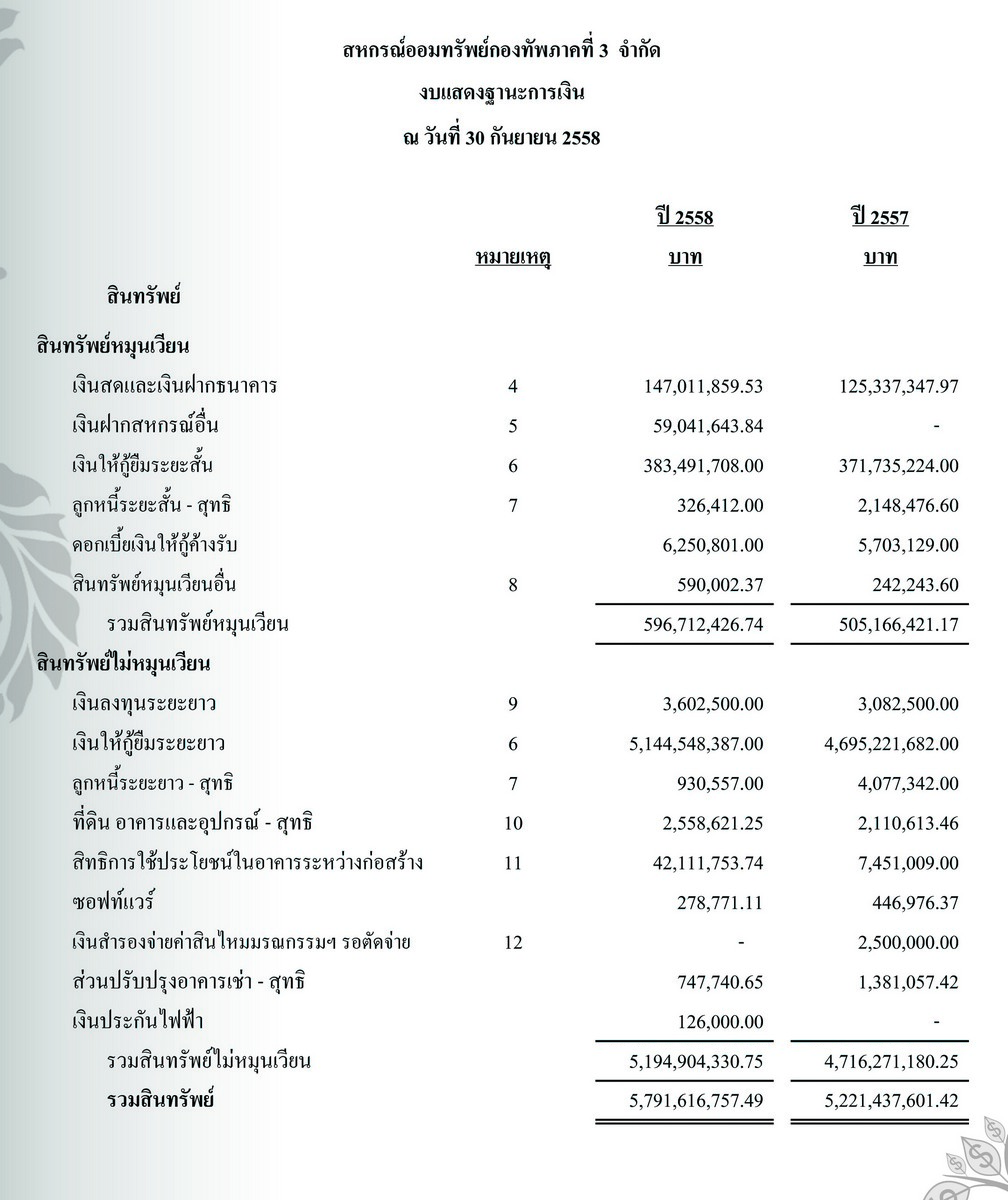 สหกรณ์ออมทรัพย์กองทัพภาคที่ 3 จำกัด
งบแสดงฐานะการเงิน
ณ วันที่ 30 กันยายน 2558
ปี 2558 ปี 2557
หมายเหตุ บาท บาท
สินทรัพย์
สินทรัพย์หมุนเวียน
เงินสดและเงินฝากธนาคาร 4 147,011,859.53 125,337,347.97
เงินฝากสหกรณ์อื่น 5 59,041,643.84 -
เงินให้กู้ยืมระยะสั้น 6 383,491,708.00 371,735,224.00
ลูกหนี้ระยะสั้น - สุทธิ 7 326,412.00 2,148,476.60
ดอกเบี้ยเงินให้กู้ค้างรับ 6,250,801.00 5,703,129.00
สินทรัพย์หมุนเวียนอื่น 8 590,002.37 242,243.60
รวมสินทรัพย์หมุนเวียน 596,712,426.74 505,166,421.17
สินทรัพย์ไม่หมุนเวียน
เงินลงทุนระยะยาว 9 3,602,500.00 3,082,500.00
เงินให้กู้ยืมระยะยาว 6 5,144,548,387.00 4,695,221,682.00
ลูกหนี้ระยะยาว - สุทธิ 7 930,557.00 4,077,342.00
ที่ดิน อาคารและอุปกรณ์ - สุทธิ 10 2,558,621.25 2,110,613.46
สิทธิการใช้ประโยชน์ในอาคารระหว่างก่อสร้าง 11 42,111,753.74 7,451,009.00
ซอฟท์แวร์ 278,771.11 446,976.37
เงินสำรองจ่ายค่าสินไหมมรณกรรมฯ รอตัดจ่าย 12 - 2,500,000.00
ส่วนปรับปรุงอาคารเช่า - สุทธิ 747,740.65 1,381,057.42
เงินประกันไฟฟ้า 126,000.00 -
รวมสินทรัพย์ไม่หมุนเวียน 5,194,904,330.75 4,716,271,180.25
รวมสินทรัพย์ 5,791,616,757.49 5,221,437,601.42